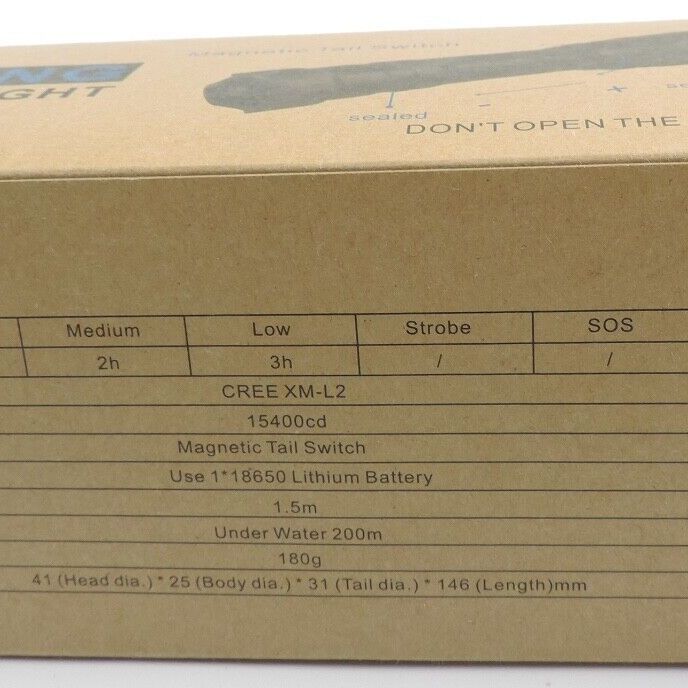 Magnetic Tail Switch
NG
GHT
sealed
- +
se
DON'T OPEN THE
Medium Low Strobe SOS
2h 3h / /
CREE XM-L2
15400cd
Magnetic Tail Switch
Use 1*18650 Lithium Battery
1.5m
Under Water 200m
180g
41 (Head dia.) * 25 (Body dia.) * 31 (Tail dia.) * 146 (Length)mm